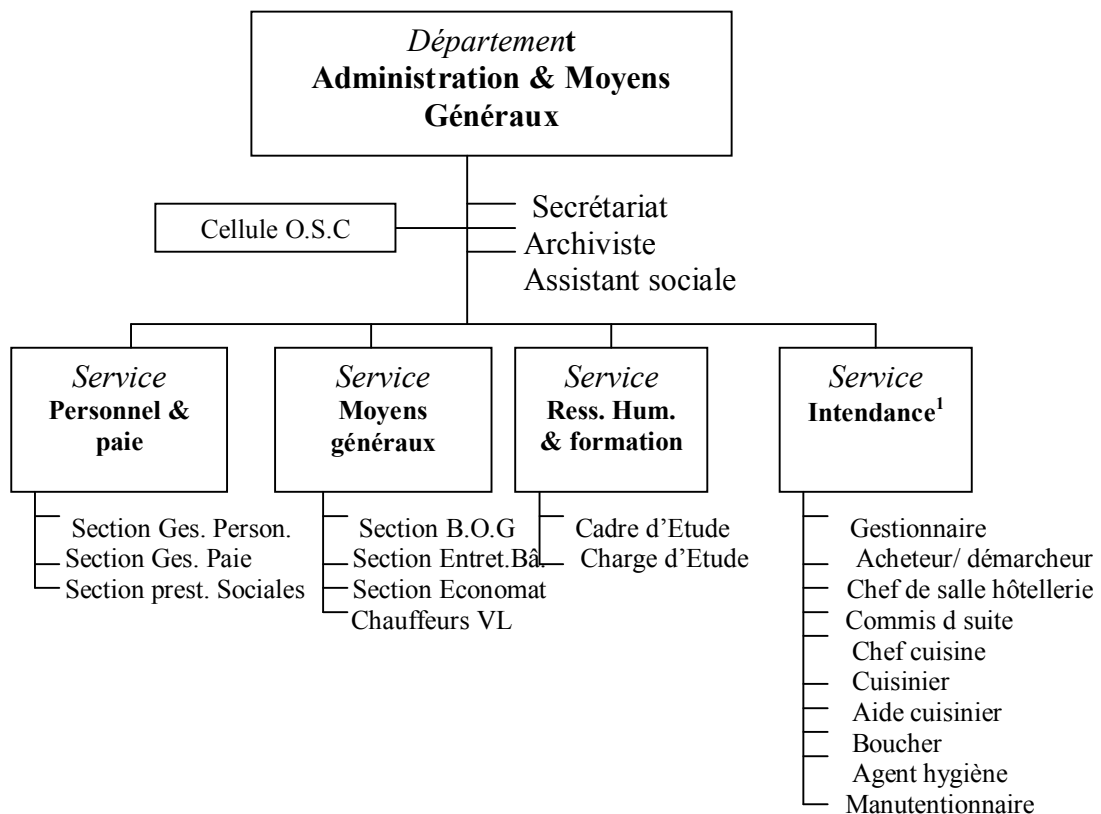 Département
Administration & Moyens
Généraux
Secrétariat
Cellule O.S.C
Archiviste
Assistant sociale
Service
Personnel &
paie
Service
Moyens
généraux
Service
Ress. Hum.
& formation
Service
Intendance¹
Section Ges. Person.
Section Ges. Paie
Section prest. Sociales
Section B.O.G
Section Entret.Bâ.
Section Economat
Chauffeurs VL
Cadre d'Etude
Charge d'Etude
Gestionnaire
Acheteur/ démarcheur
Chef de salle hôtellerie
Commis d suite
Chef cuisine
Cuisinier
Aide cuisinier
Boucher
Agent hygiène
Manutentionnaire